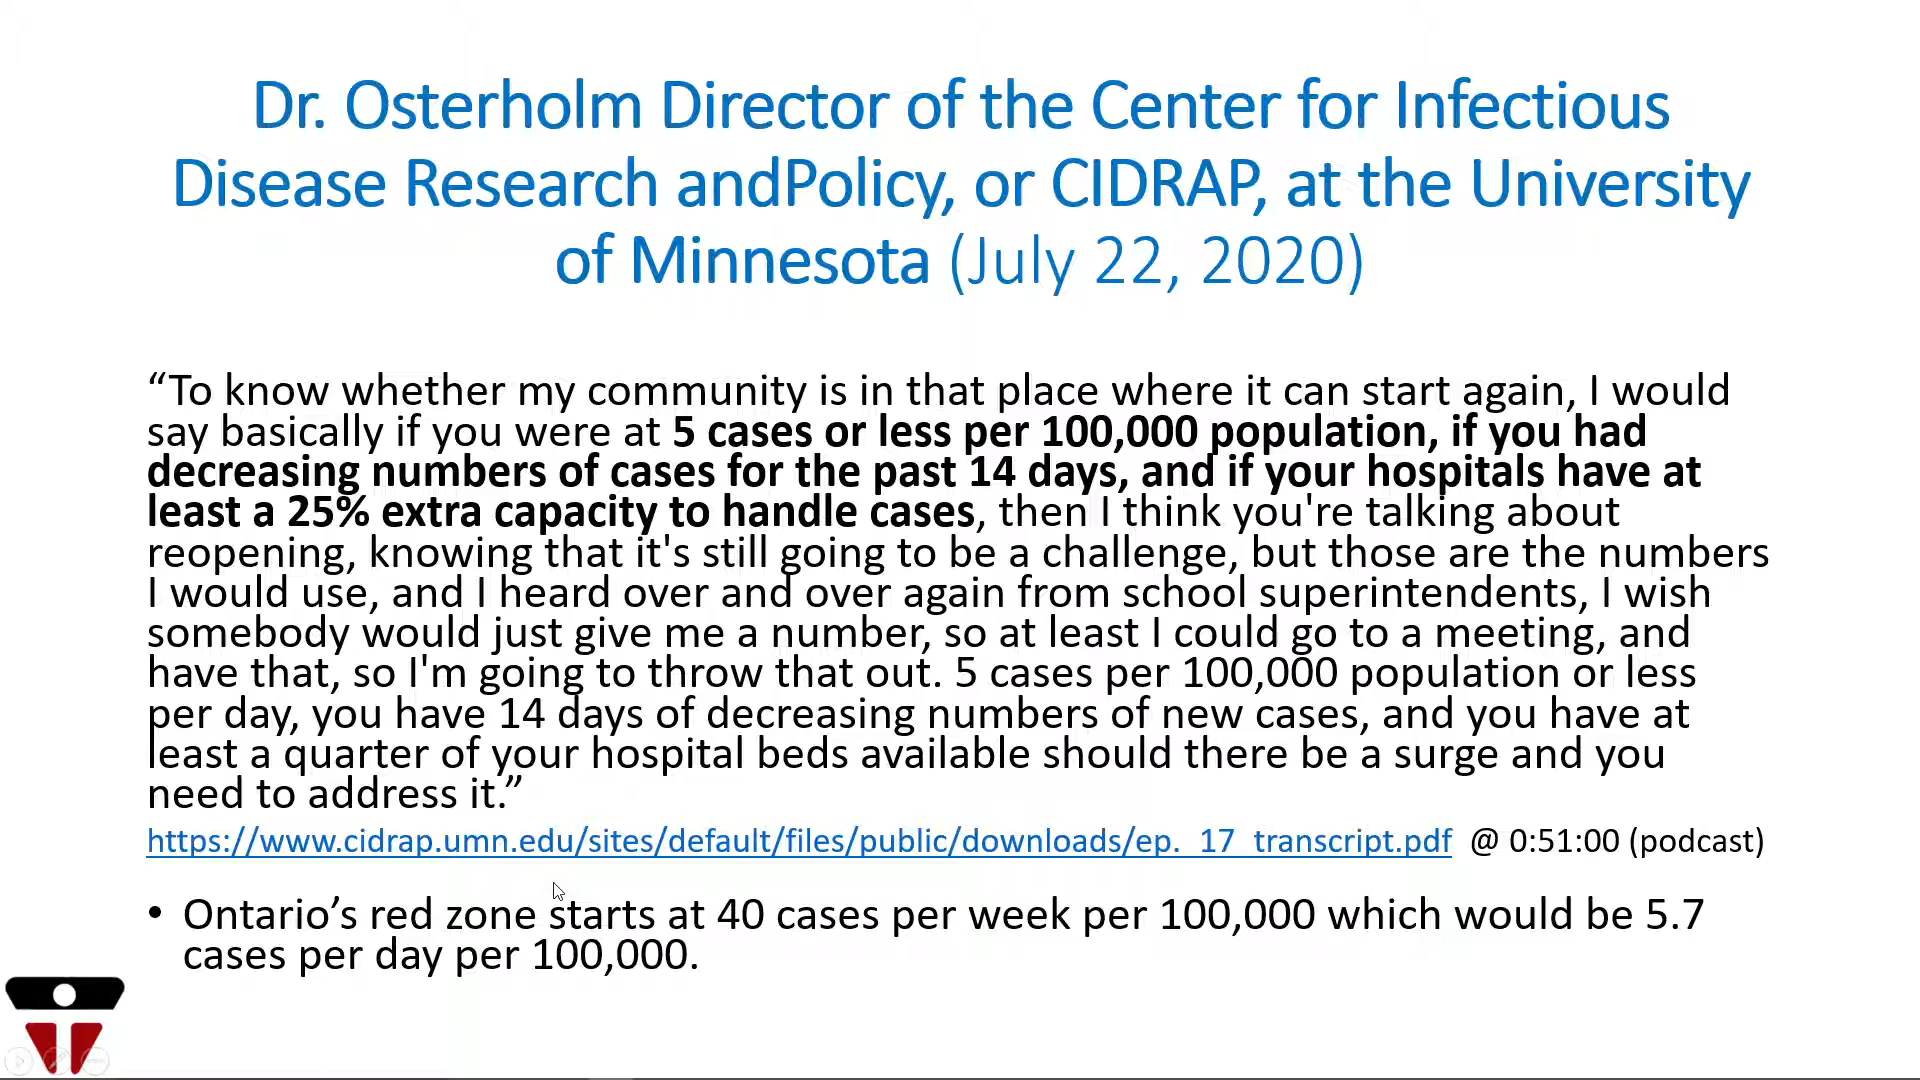 Dr. Osterholm Director of the Center for Infectious
Disease Research andPolicy, or CIDRAP, at the University
of Minnesota (July 22, 2020)
“To know whether my community is in that place where it can start again, I would
say basically if you were at 5 cases or less per 100,000 population, if you had
decreasing numbers of cases for the past 14 days, and if your hospitals have at
least a 25% extra capacity to handle cases, then I think you're talking about
reopening, knowing that it's still going to be a challenge, but those are the numbers
I would use, and I heard over and over again from school superintendents, I wish
somebody would just give me a number, so at least I could go to a meeting, and
have that, so I'm going to throw that out. 5 cases per 100,000 population or less
per day, you have 14 days of decreasing numbers of new cases, and you have at
least a quarter of your hospital beds available should there be a surge and you
need to address it.”
https://www.cidrap.umn.edu/sites/default/files/public/downloads/ep._17_transcript.pdf @ 0:51:00 (podcast)
• Ontario’s red zone starts at 40 cases per week per 100,000 which would be 5.7
cases per day per 100,000.